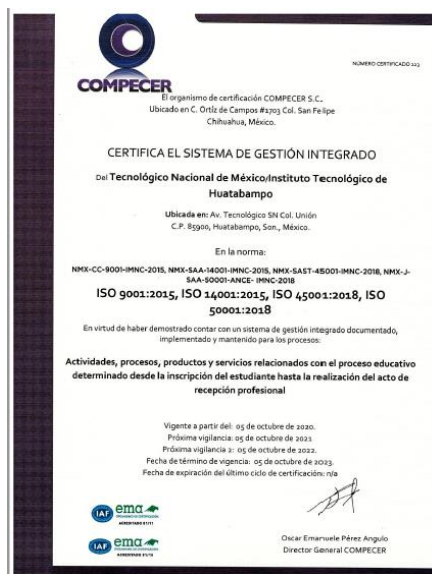 COMPECER
NÚMERO CERTIFICADO 223
El organismo de certificación COMPECER S.C.,
Ubicado en C. Ortíz de Campos #1703 Col. San Felipe
Chihuahua, México.
CERTIFICA EL SISTEMA DE GESTIÓN INTEGRADO
Del Tecnológico Nacional de México/Instituto Tecnológico de
Huatabampo
Ubicada en: Av. Tecnológico SN Col. Unión
C.P. 85900, Huatabampo, Son., México.
En la norma:
NMX-CC-9001-IMNC-2015, NMX-SAA-14001-IMNC-2015, NMX-SAST-45001-IMNC-2018, NMX-J-
SAA-50001-ANCE- IMNC-2018
ISO 9001:2015, ISO 14001:2015, ISO 45001:2018, ISO
50001:2018
En virtud de haber demostrado contar con un sistema de gestión integrado documentado,
implementado y mantenido para los procesos:
Actividades, procesos, productos y servicios relacionados con el proceso educativo
determinado desde la inscripción del estudiante hasta la realización del acto de
recepción profesional
Vigente a partir del: 05 de octubre de 2020.
Próxima vigilancia: 05 de octubre de 2021
Próxima vigilancia 2: 05 de octubre de 2022.
Fecha de término de vigencia: 05 de octubre de 2023.
Fecha de expiración del último ciclo de certificación: n/a
IAF ema
IAF ema
Oscar Emanuele Pérez Angulo
Director General COMPECER